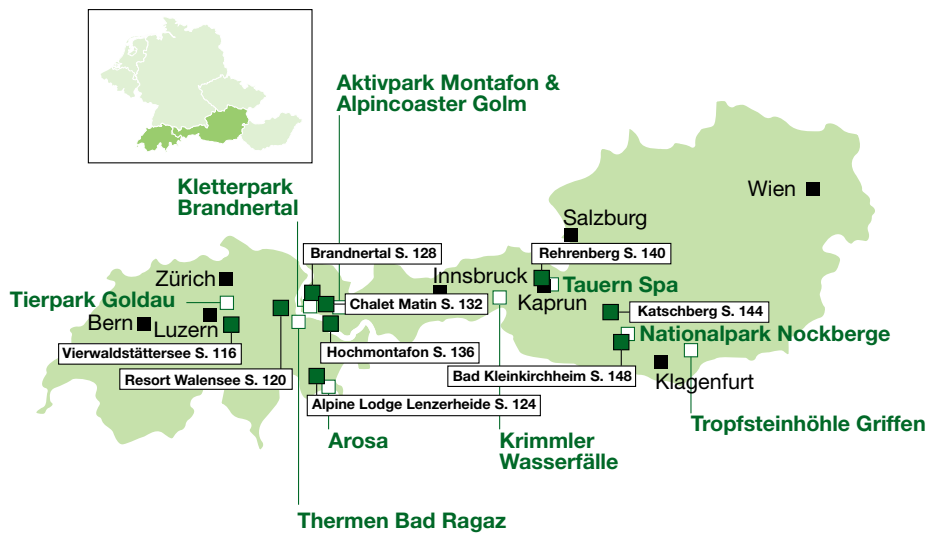 Aktivpark Montafon &
Alpincoaster Golm
Kletterpark
Brandnertal
Wien
Salzburg
Brandnertal S. 128
Rehrenberg S. 140
Zürich
Innsbruck
Tauern Spa
Tierpark Goldau
Chalet Matin S. 132
Kaprun
Bern
Luzern
Katschberg S. 144
Nationalpark Nockberge
Vierwaldstättersee S. 116
Hochmontafon S. 136
Resort Walensee S. 120
Bad Kleinkirchheim S. 148
Klagenfurt
Alpine Lodge Lenzerheide S. 124
Tropfsteinhöhle Griffen
Arosa
Krimmler
Wasserfälle
Thermen Bad Ragaz